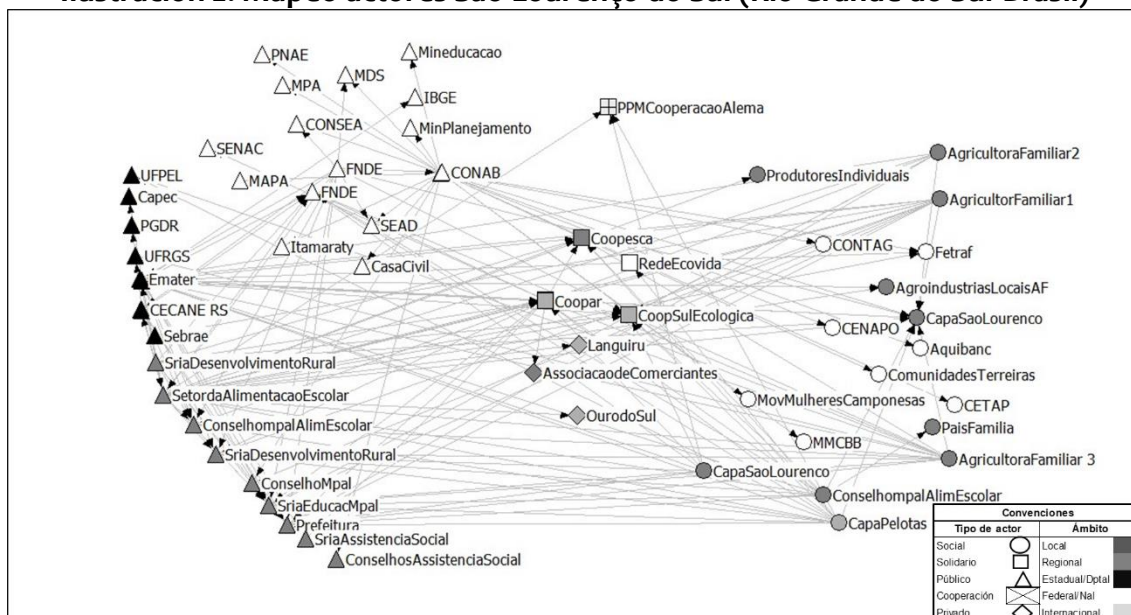 Ilustración 2. Mapeo actores São Lourenço do Sul (Rio Grande do Sul-Brasil)
PNAE
Mineducacao
MPA
MDS
IBGE
PPMCooperacaoAlema
CONSEA
MinPlanejamento
SENAC
AgricultoraFamiliar2
UFPEL
MAPA
FNDE
CONAB
ProdutoresIndividuais
Capec
FNDE
AgricultorFamiliar1
PGDR
SEAD
Coopesca
CONTAG
Fetraf
UFRGS
Itamaraty
CasaCivil
RedeEcovida
Emater
AgroindustriasLocaisAF
CECANE RS
Coopar
CoopSulEcologica
CapaSaoLourenco
CENAPO
Sebrae
Languiru
Aquibanc
SriaDesenvolvimentoRural
AssociacaodeComerciantes
ComunidadesTerreiras
SetordaAlimentacaoEscolar
MovMulheresCamponesas
CETAP
OurodoSul
ConselhompalAlimEscolar
PaisFamilia
MMCBB
SriaDesenvolvimentoRural
AgricultoraFamiliar 3
CapaSaoLourenco
ConselhoMpal
ConselhompalAlimEscolar
SriaEducacMpal
Prefeitura
CapaPelotas
SriaAssistenciaSocial
ConselhosAssistenciaSocial
Convenciones
Tipo de actor Ámbito
Social Local
Solidario Regional
Público Estadual/Dptal
Cooperación Federal/Nal
Privado Internacional